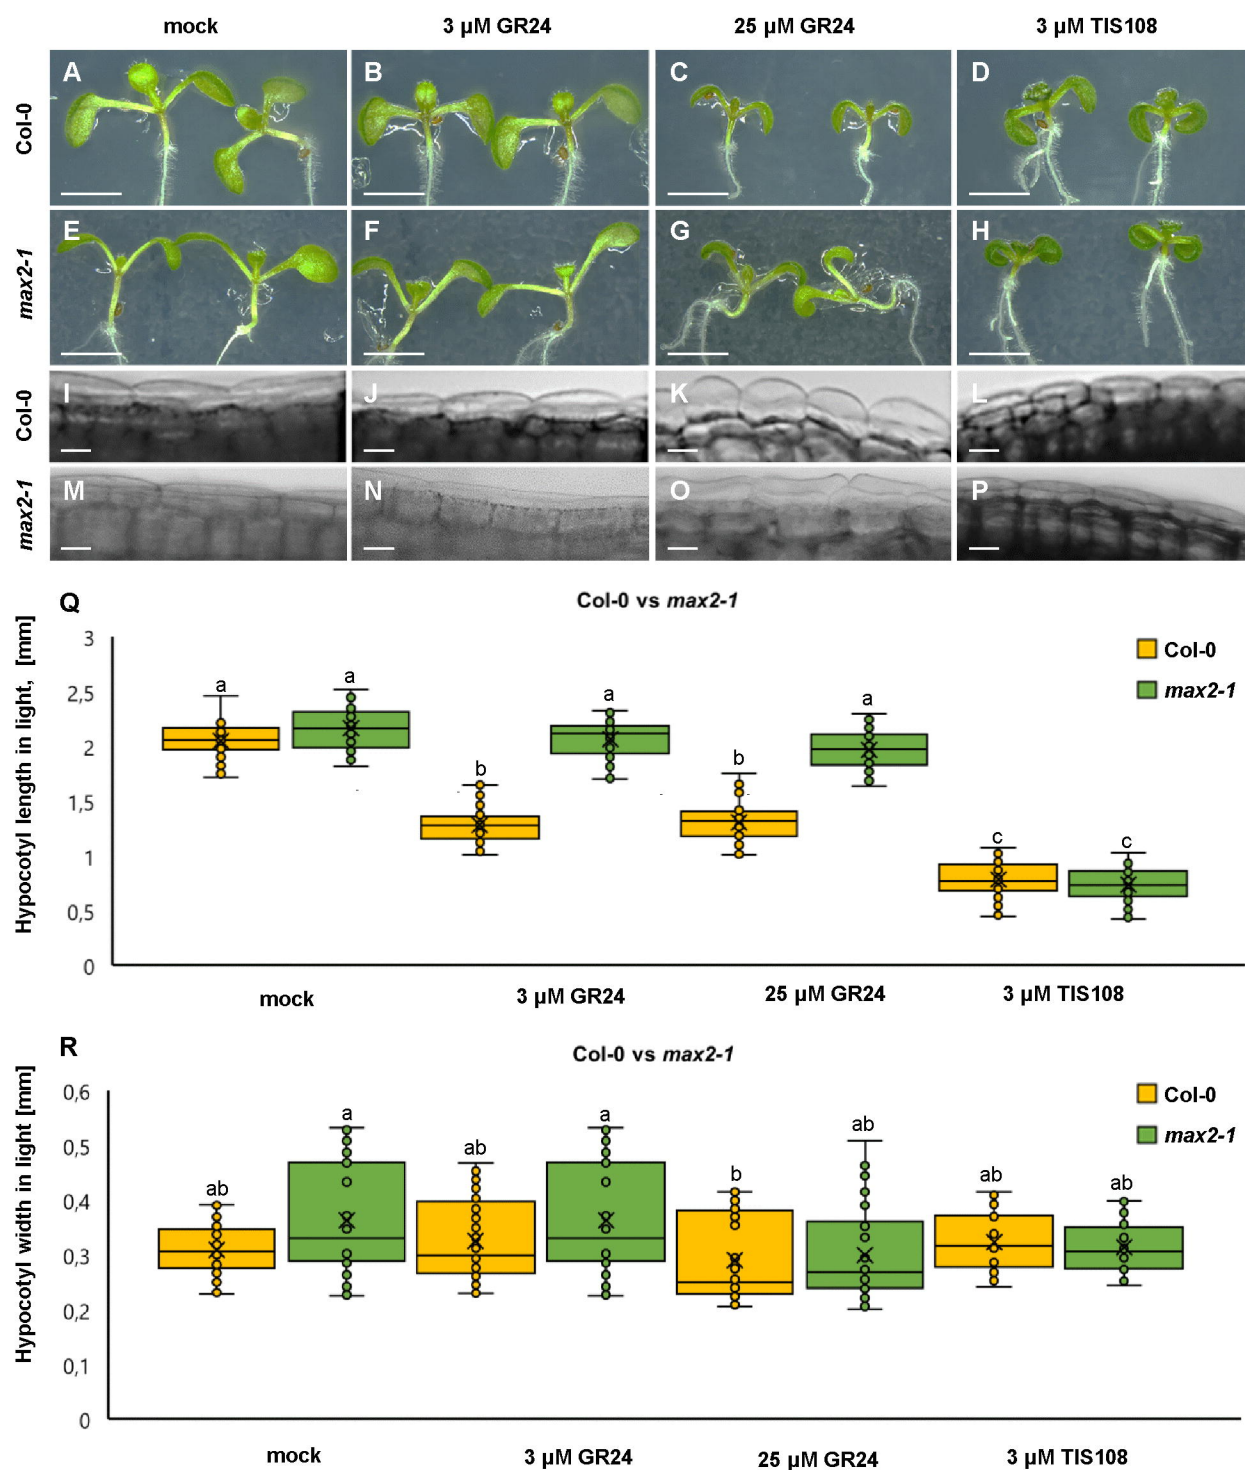 mock 3 µM GR24 25 µM GR24 3 µM TIS108
Col-0 A B C D
max2-1 E F G H
Col-0 I J K L
max2-1 M N O P
Q Col-0 vs max2-1
Hypocotyl length in light, [mm]
3
2,5
2
1,5
1
0,5
0
Col-0
max2-1
a a b a b a c c
mock 3 µM GR24 25 µM GR24 3 µM TIS108
R Col-0 vs max2-1
Hypocotyl width in light [mm]
0,6
0,5
0,4
0,3
0,2
0,1
0
Col-0
max2-1
ab a ab a b ab ab ab
mock 3 µM GR24 25 µM GR24 3 µM TIS108